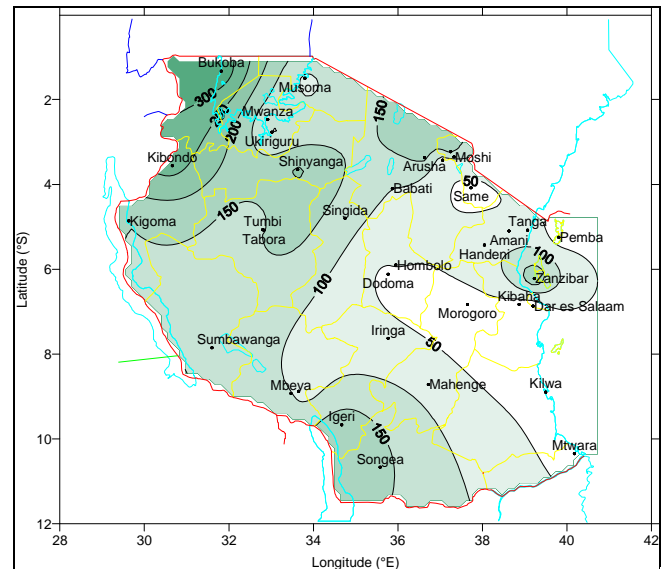 Bukoba
Musoma
2
300
150
Mwanza
200
Ukiriguru
Kibondo
Shinyanga
Arusha
Moshi
4
Babati
50
Same
Kigoma
150
Tumbi
Singida
Tabora
Tanga
Pemba
Amani
Handeni
100
6
100
Hombolo
Dodoma
Zanzibar
Kibaha
Dar es Salaam
Morogoro
Iringa
50
8
Sumbawanga
Mbeya
Mahenge
Kilwa
Igeri
150
10
Songea
Mtwara
12
28
30
32
34
36
38
40
42
Latitude (°S)
Longitude (°E)